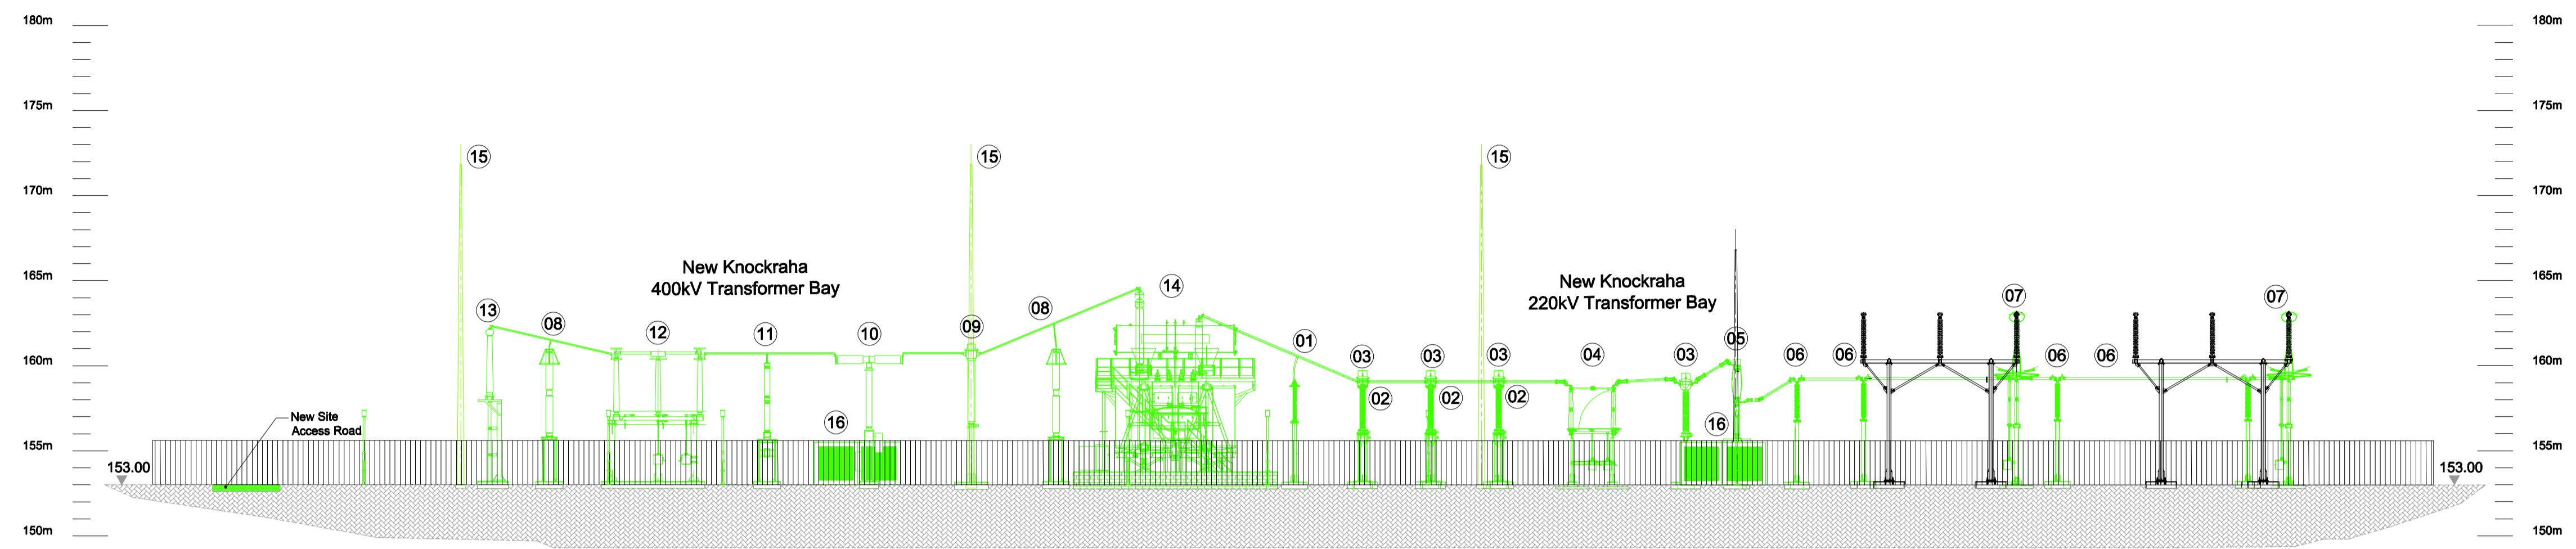 180m
180m
175m
175m
15
15
15
170m
170m
New Knockraha
400kV Transformer Bay
New Knockraha
220kV Transformer Bay
165m
165m
13
08
12
11
10
09
08
14
01
03
03
03
04
03
05
06
06
07
06
06
07
160m
160m
02
02
02
New Site
Access Road
16
16
155m
155m
153.00
153.00
150m
150m